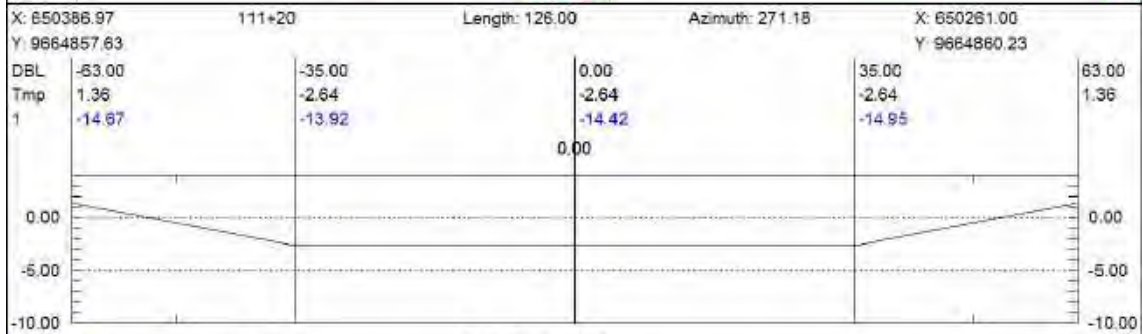 X: 650386.97 111+20 Length: 126.00 Azimuth: 271.18 X: 650261.00
Y: 9664857.63 Y: 9664860.23
DBL -63.00 -35.00 0.00 35.00 63.00
Tmp 1.36 -2.64 -2.64 -2.64 1.36
1 -14.67 -13.92 -14.42 -14.95
0.00
0.00 0.00
-5.00 -5.00
-10.00 -10.00